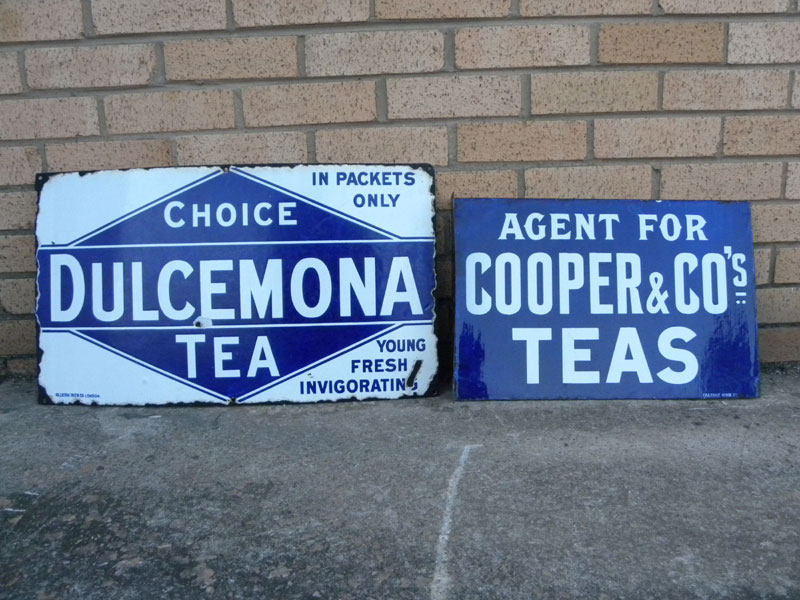 IN PACKETS
ONLY
CHOICE
DULCEMONA
TEA
YOUNG
FRESH
INVIGORATING
AGENT FOR
COOPER & CO'S
TEAS